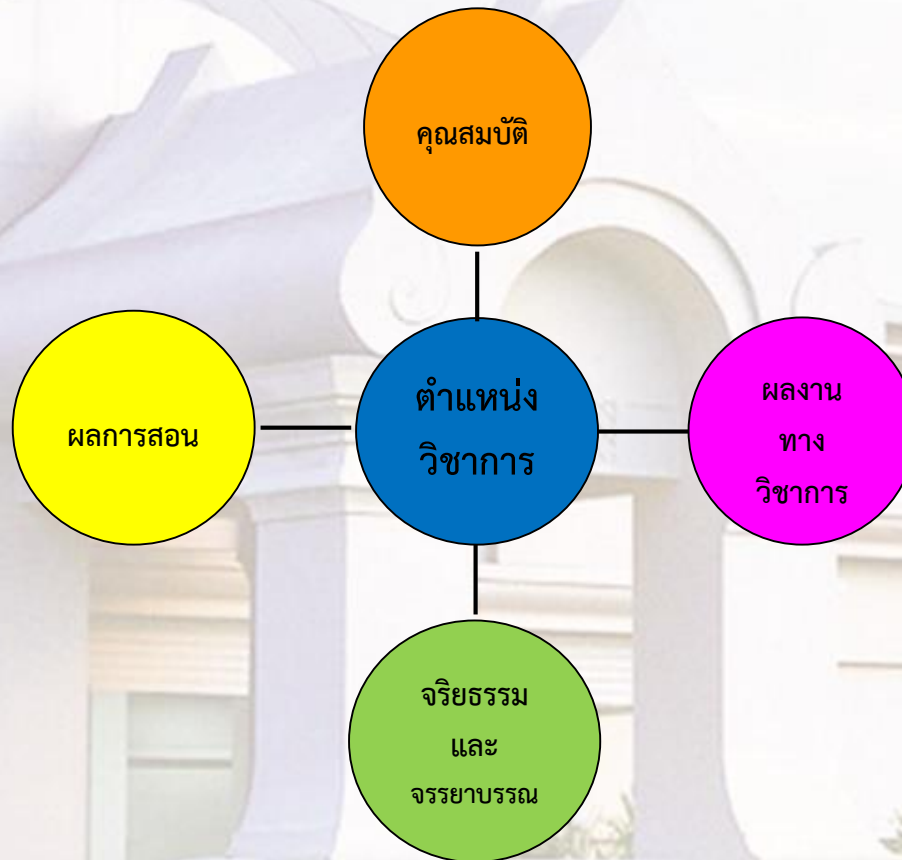 คุณสมบัติ
ผลการสอน
ตำแหน่ง
วิชาการ
ผลงาน
ทาง
วิชาการ
จริยธรรม
และ
จรรยาบรรณ